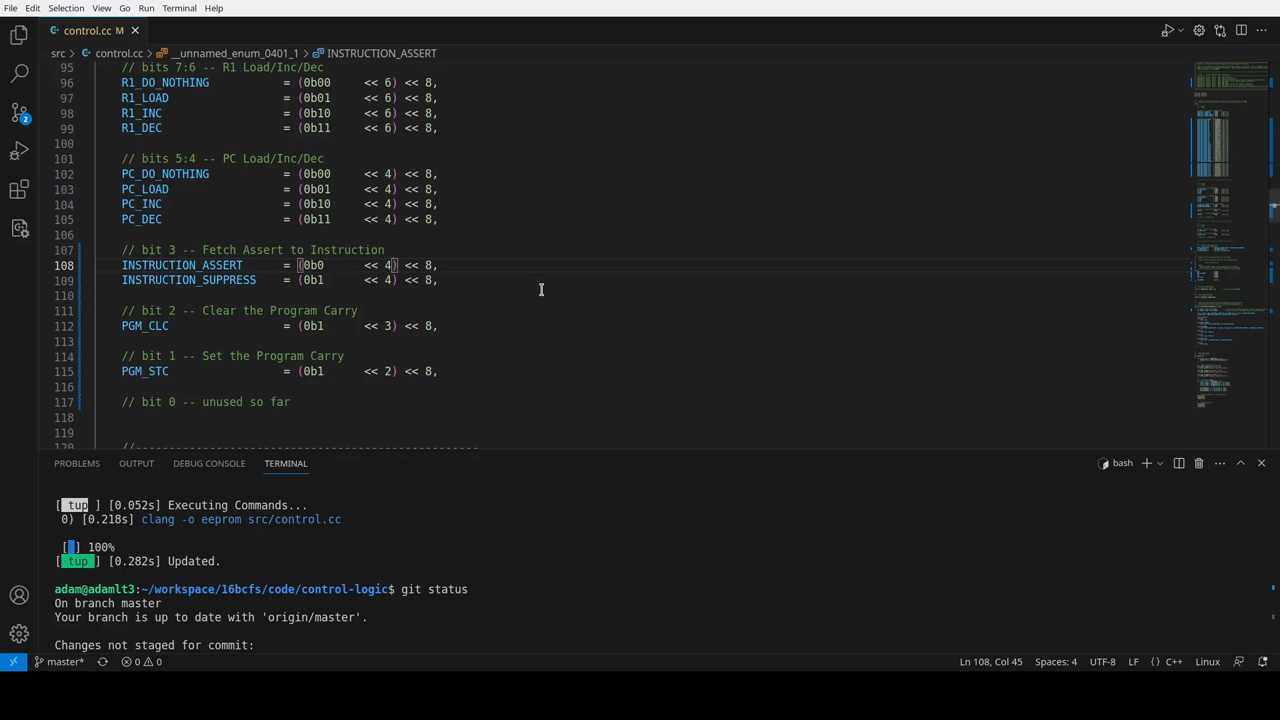 File Edit Selection View Go Run Terminal Help
control.cc M
src > control.cc > __unnamed_enum_0401_1 > INSTRUCTION_ASSERT
95 // bits 7:6 -- R1 Load/Inc/Dec
96 R1_DO_NOTHING = (0b00 << 6) << 8,
97 R1_LOAD = (0b01 << 6) << 8,
98 R1_INC = (0b10 << 6) << 8,
99 R1_DEC = (0b11 << 6) << 8,
100
101 // bits 5:4 -- PC Load/Inc/Dec
102 PC_DO_NOTHING = (0b00 << 4) << 8,
103 PC_LOAD = (0b01 << 4) << 8,
104 PC_INC = (0b10 << 4) << 8,
105 PC_DEC = (0b11 << 4) << 8,
106
107 // bit 3 -- Fetch Assert to Instruction
108 INSTRUCTION_ASSERT = (0b0 << 4) << 8,
109 INSTRUCTION_SUPPRESS = (0b1 << 4) << 8,
110
111 // bit 2 -- Clear the Program Carry
112 PGM_CLC = (0b1 << 3) << 8,
113
114 // bit 1 -- Set the Program Carry
115 PGM_STC = (0b1 << 2) << 8,
116
117 // bit 0 -- unused so far
118
119
120 //---------------------------------------------------
2
PROBLEMS OUTPUT DEBUG CONSOLE TERMINAL bash
[ tup ] [0.052s] Executing Commands...
0) [0.218s] clang -o eeprom src/control.cc
[ ] 100%
[ tup ] [0.282s] Updated.
adam@adamlt3:~/workspace/16bcfs/code/control-logic$ git status
On branch master
Your branch is up to date with 'origin/master'.
Changes not staged for commit:
master* 0 0 Ln 108, Col 45 Spaces: 4 UTF-8 LF {} C++ Linux